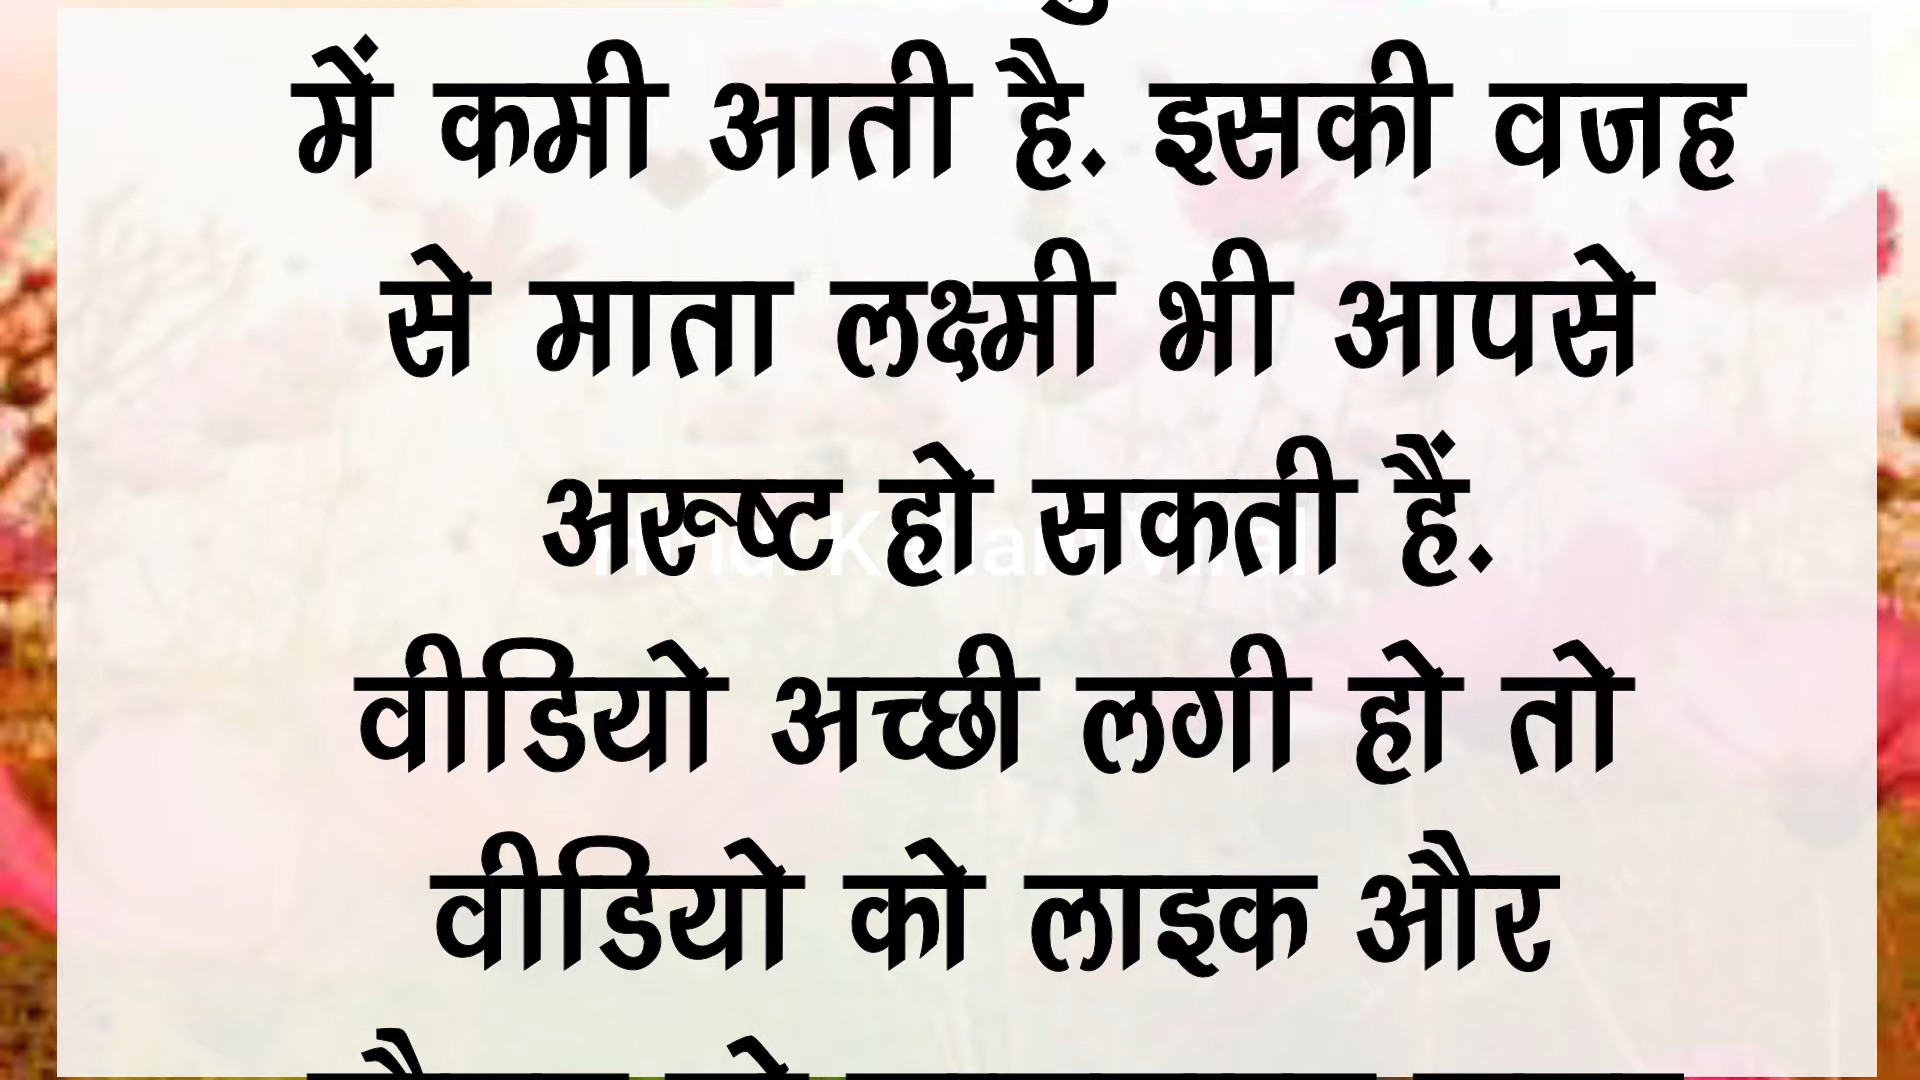 में कमी आती है. इसकी वजह
से माता लक्ष्मी भी आपसे
अरूष्ट हो सकती हैं.
वीडियो अच्छी लगी हो तो
वीडियो को लाइक और